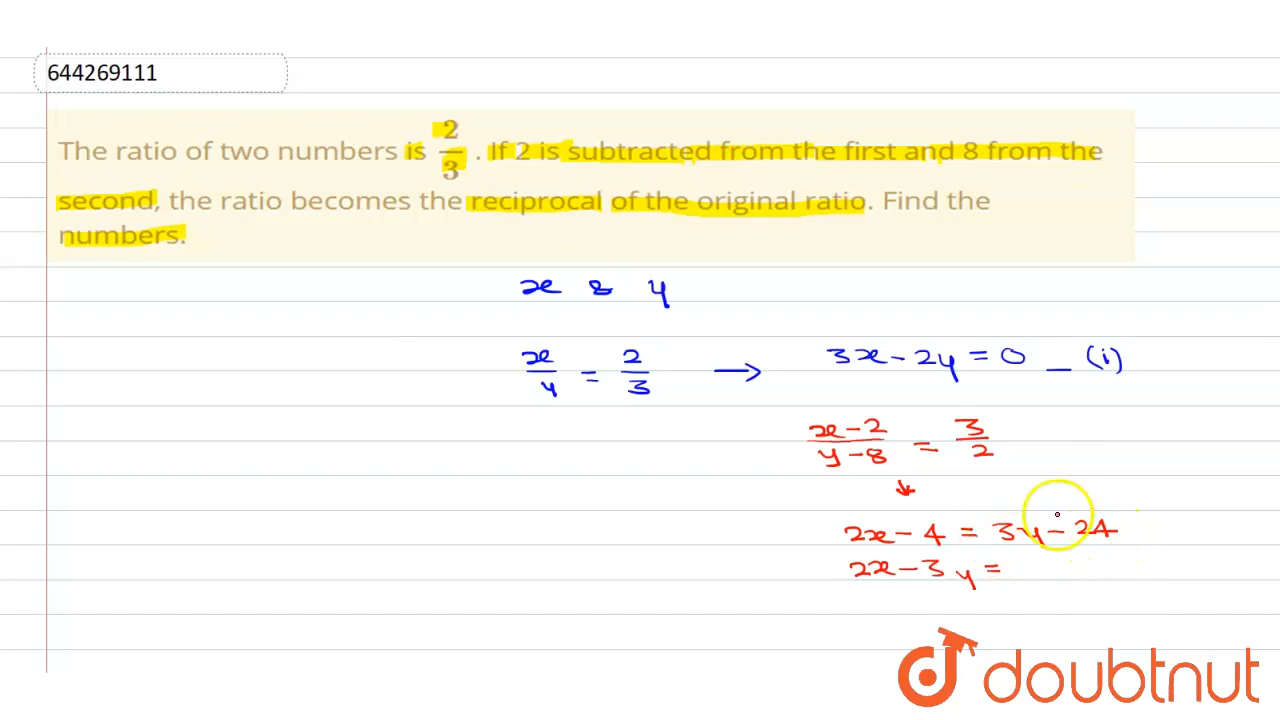 644269111
The ratio of two numbers is 2/3 . If 2 is subtracted from the first and 8 from the
second, the ratio becomes the reciprocal of the original ratio. Find the
numbers.
x & y
x/y = 2/3 → 3x - 2y = 0 _ (i)
x-2/y-8 = 3/2
2x - 4 = 3y - 24
2x - 3y =
doubtnut